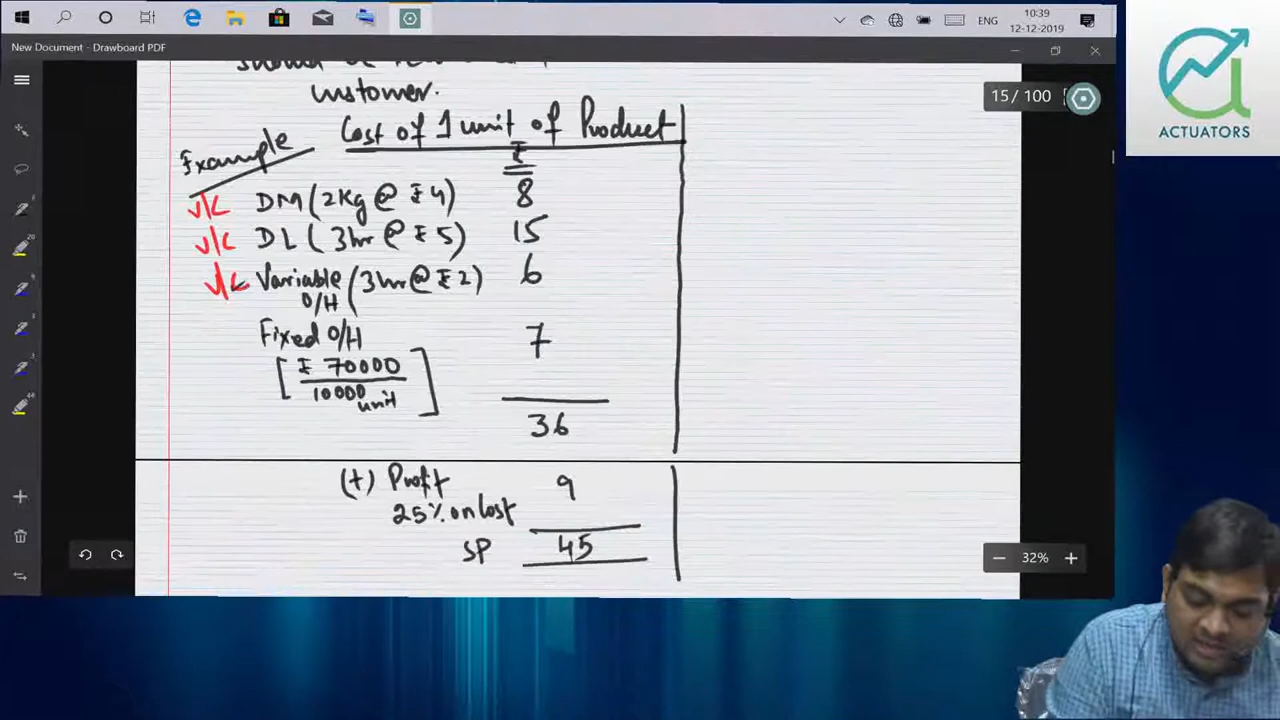 10:39
ENG
12-12-2019
New Document - Drawboard PDF
15 / 100
ACTUATORS
customer.
Example
Cost of 1 unit of Product
₹
V/C DM (2Kg @ ₹ 4) 8
V/C DL ( 3hr @ ₹ 5) 15
V/C Variable (3hr @ ₹ 2) 6
O/H
Fixed O/H 7
[ ₹ 70000
10000 unit ]
36
(+) Profit 9
25% on Cost
SP 45
32%
20